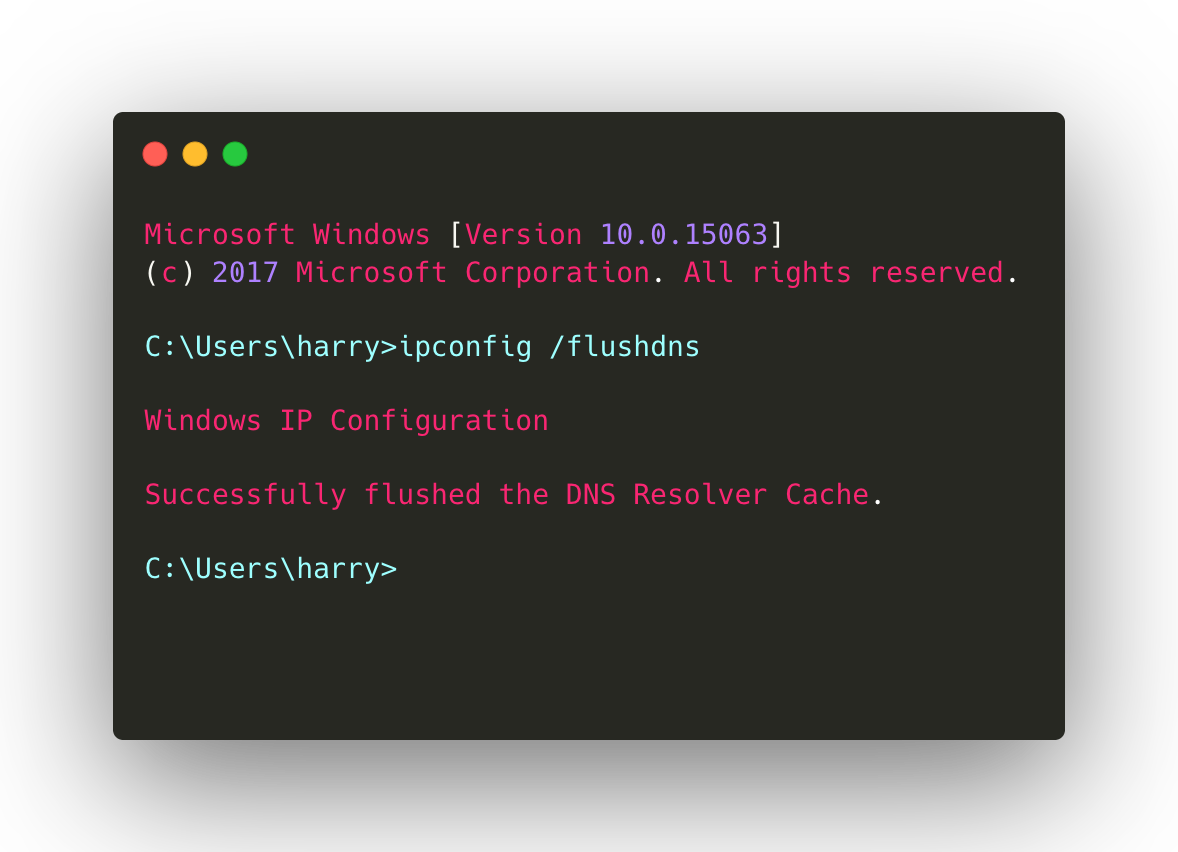 Microsoft Windows [Version 10.0.15063]
(c) 2017 Microsoft Corporation. All rights reserved.
C:\Users\harry>ipconfig /flushdns
Windows IP Configuration
Successfully flushed the DNS Resolver Cache.
C:\Users\harry>